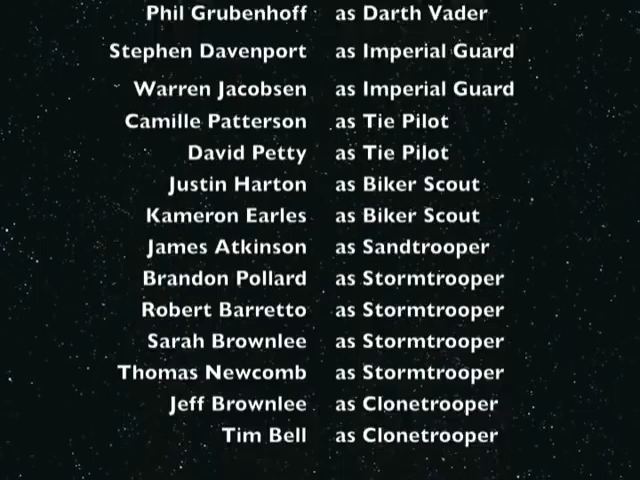 Phil Grubenhoff as Darth Vader
Stephen Davenport as Imperial Guard
Warren Jacobsen as Imperial Guard
Camille Patterson as Tie Pilot
David Petty as Tie Pilot
Justin Harton as Biker Scout
Kameron Earles as Biker Scout
James Atkinson as Sandtrooper
Brandon Pollard as Stormtrooper
Robert Barretto as Stormtrooper
Sarah Brownlee as Stormtrooper
Thomas Newcomb as Stormtrooper
Jeff Brownlee as Clonetrooper
Tim Bell as Clonetrooper